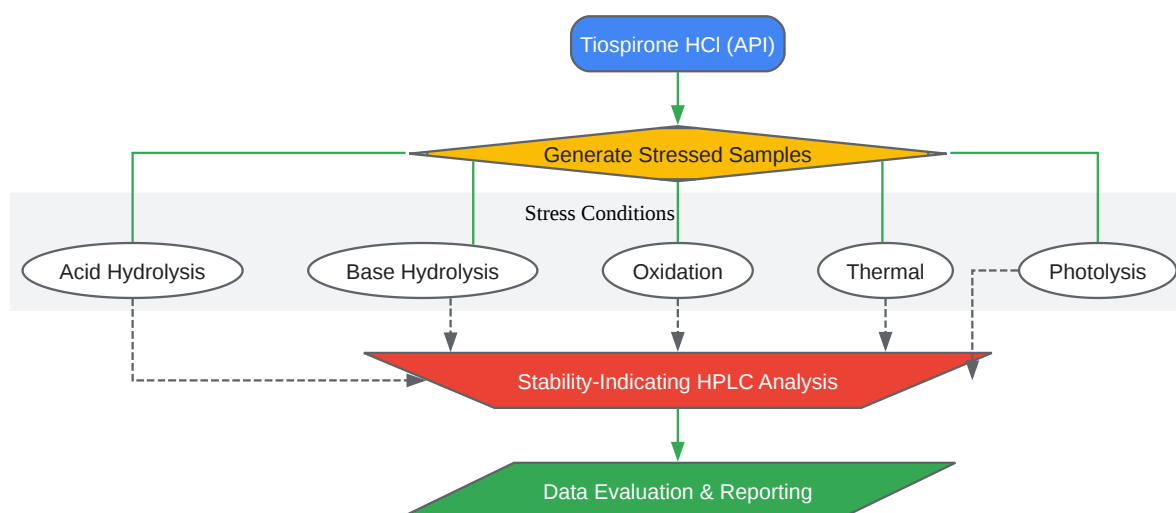 Tiospirone HCl (API)
Generate Stressed Samples
Stress Conditions
Acid Hydrolysis
Base Hydrolysis
Oxidation
Thermal
Photolysis
Stability-Indicating HPLC Analysis
Data Evaluation & Reporting